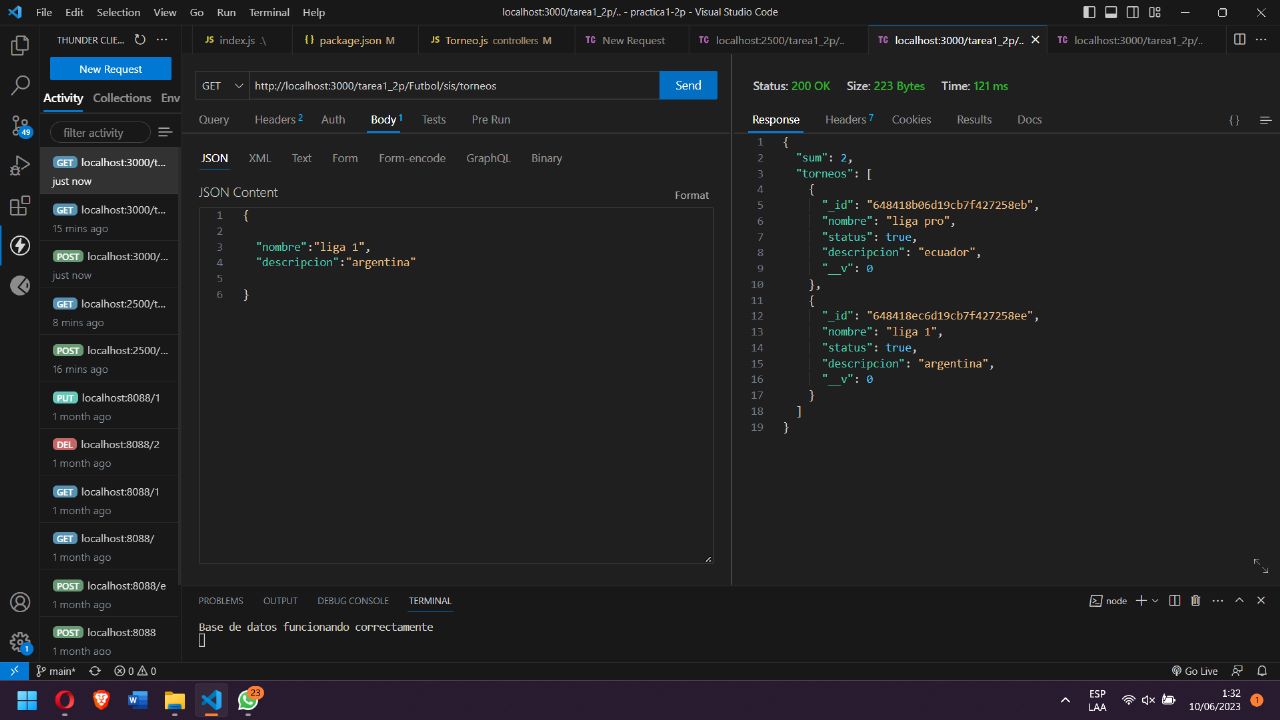 File Edit Selection View Go Run Terminal Help
localhost:3000/tarea1_2p/.. - practica1-2p - Visual Studio Code
THUNDER CLIE... ...
New Request
Activity Collections Env
filter activity
GET localhost:3000/t...
just now
GET localhost:3000/t...
15 mins ago
POST localhost:3000/...
just now
GET localhost:2500/t...
8 mins ago
POST localhost:2500/...
16 mins ago
PUT localhost:8088/1
1 month ago
DEL localhost:8088/2
1 month ago
GET localhost:8088/1
1 month ago
GET localhost:8088/
1 month ago
POST localhost:8088/e
1 month ago
POST localhost:8088
1 month ago
49
1
JS index.js \
{} package.json M
JS Torneo.js controllers M
TC New Request
TC localhost:2500/tarea1_2p/..
TC localhost:3000/tarea1_2p/..
TC localhost:3000/tarea1_2p/..
GET http://localhost:3000/tarea1_2p/Futbol/sis/torneos Send
Query Headers 2 Auth Body 1 Tests Pre Run
JSON XML Text Form Form-encode GraphQL Binary
JSON Content Format
1 {
2
3 "nombre":"liga 1",
4 "descripcion":"argentina"
5
6 }
Status: 200 OK Size: 223 Bytes Time: 121 ms
Response Headers 7 Cookies Results Docs {}
1 {
2 "sum": 2,
3 "torneos": [
4 {
5 "_id": "648418b06d19cb7f427258eb",
6 "nombre": "liga pro",
7 "status": true,
8 "descripcion": "ecuador",
9 "__v": 0
10 },
11 {
12 "_id": "648418ec6d19cb7f427258ee",
13 "nombre": "liga 1",
14 "status": true,
15 "descripcion": "argentina",
16 "__v": 0
17 }
18 ]
19 }
PROBLEMS OUTPUT DEBUG CONSOLE TERMINAL
node
Base de datos funcionando correctamente
main* 0 0
Go Live
23
ESP
LAA
1:32
10/06/2023
1